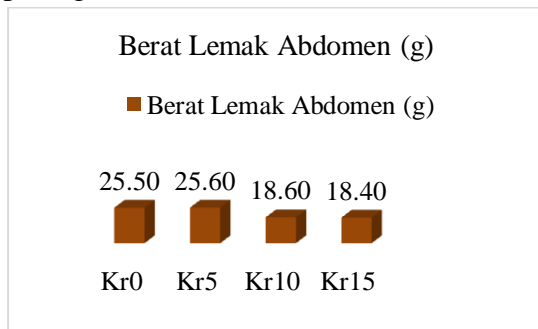 Berat Lemak Abdomen (g)
Berat Lemak Abdomen (g)
25.50 25.60 18.60 18.40
Kr0 Kr5 Kr10 Kr15